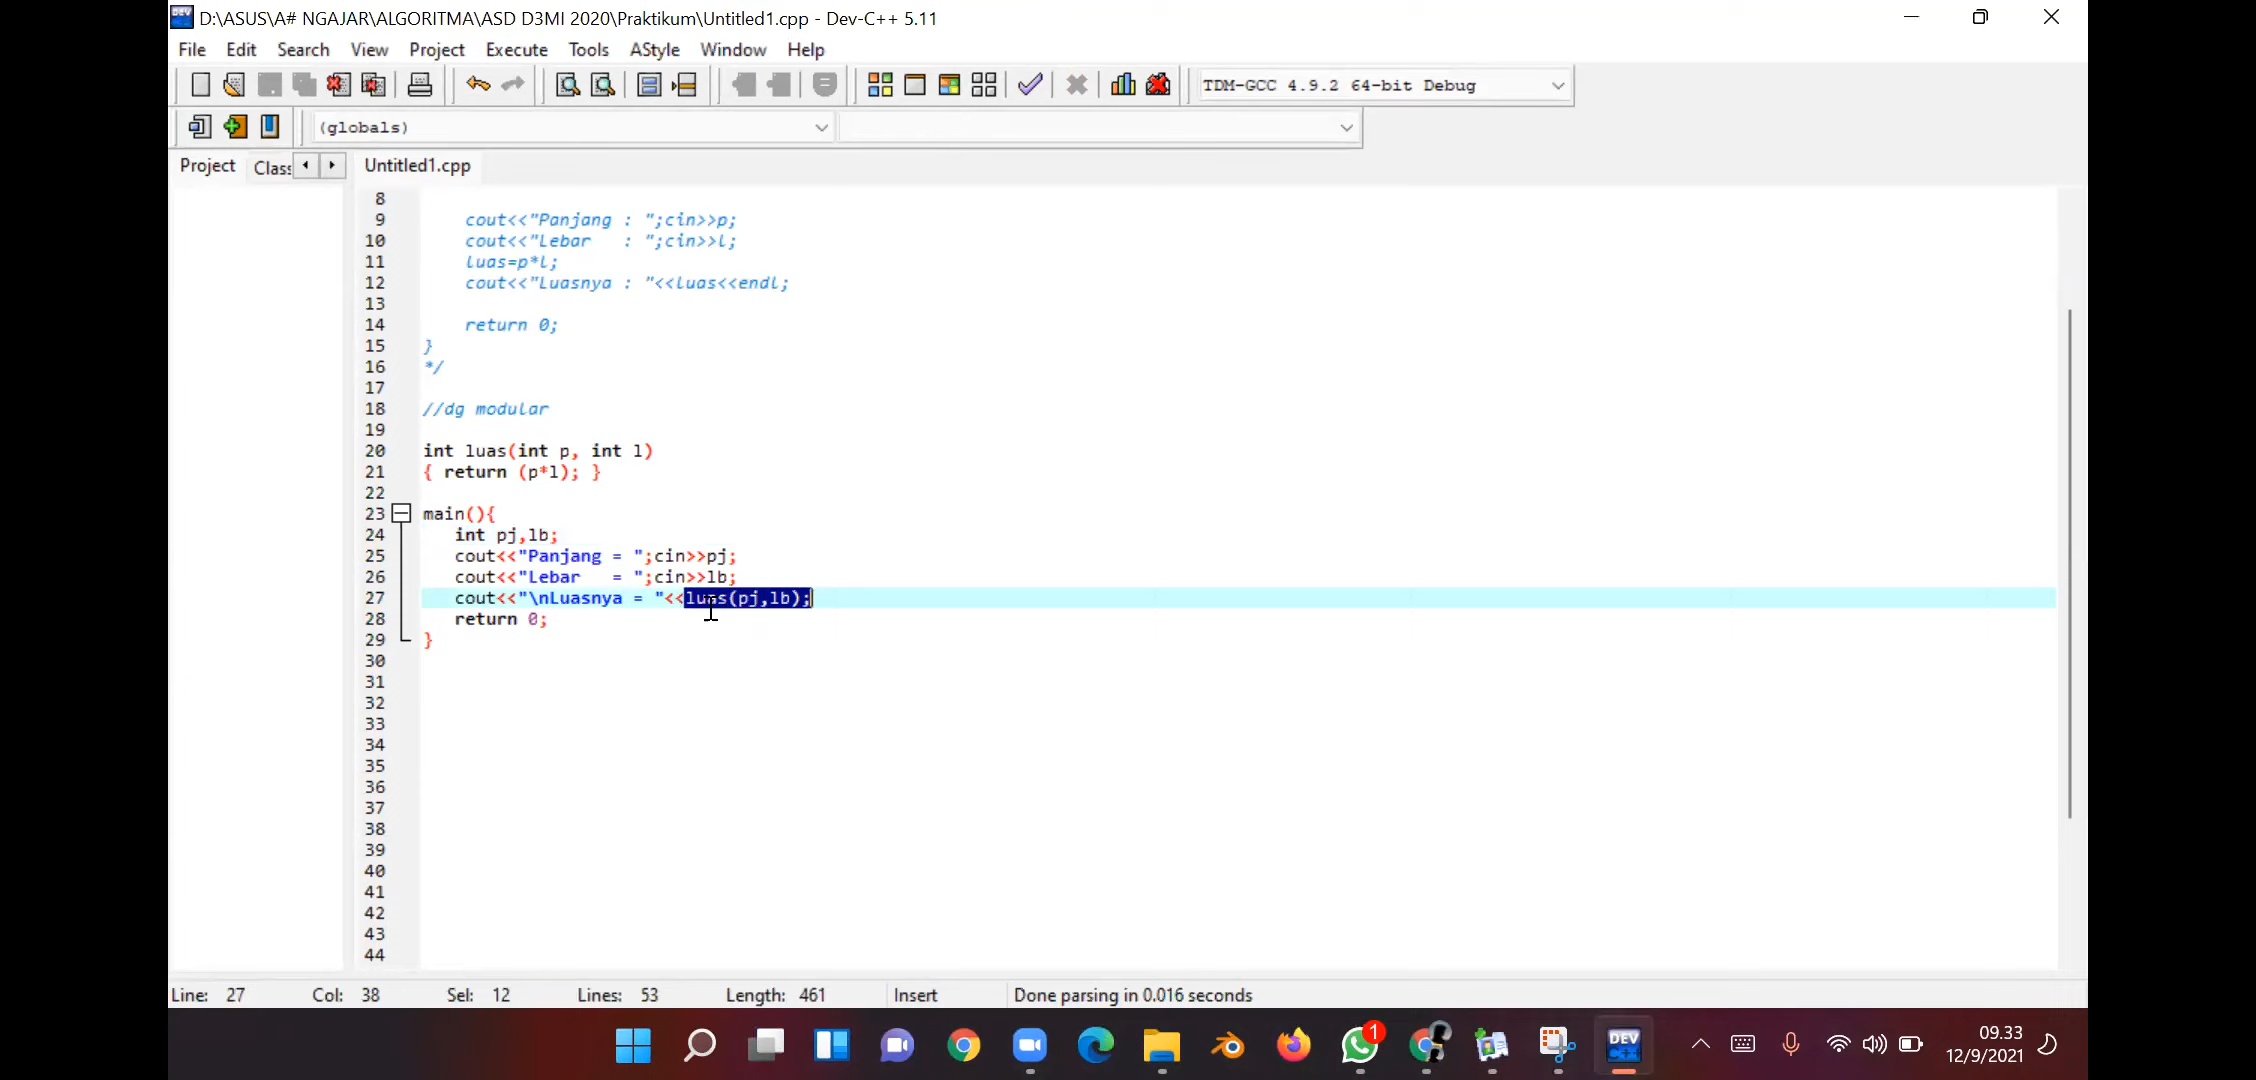 D:\ASUS\A# NGAJAR\ALGORITMA\ASD D3MI 2020\Praktikum\Untitled1.cpp - Dev-C++ 5.11
File Edit Search View Project Execute Tools AStyle Window Help
TDM-GCC 4.9.2 64-bit Debug
(globals)
Project Class Untitled1.cpp
8
9 cout<<"Panjang : ";cin>>p;
10 cout<<"Lebar   : ";cin>>l;
11 luas=p*l;
12 cout<<"Luasnya : "<<luas<<endl;
13
14 return 0;
15 }
16 */
17
18 //dg modular
19
20 int luas(int p, int l)
21 { return (p*l); }
22
23 main(){
24 int pj,lb;
25 cout<<"Panjang = ";cin>>pj;
26 cout<<"Lebar   = ";cin>>lb;
27 cout<<"\nLuasnya = "<<luas(pj,lb);
28 return 0;
29 }
30
31
32
33
34
35
36
37
38
39
40
41
42
43
44
Line: 27 Col: 38 Sel: 12 Lines: 53 Length: 461 Insert Done parsing in 0.016 seconds
1
DEV C++
09.33
12/9/2021